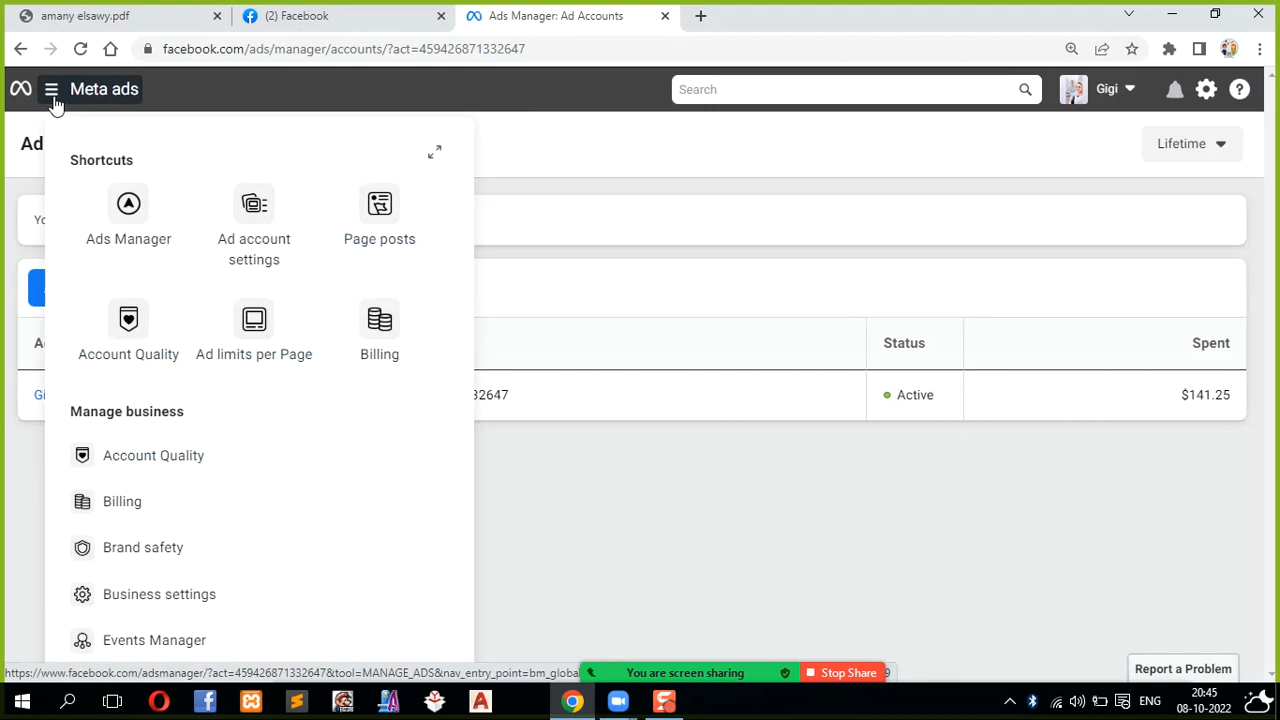 amany elsawy.pdf
(2) Facebook
Ads Manager: Ad Accounts
facebook.com/ads/manager/accounts/?act=459426871332647
Meta ads
Search
Gigi
Ad
Lifetime
Shortcuts
Yo
Ads Manager
Ad account
settings
Page posts
Account Quality
Ad limits per Page
Billing
Status
Spent
Gi
32647
Active
$141.25
Manage business
Account Quality
Billing
Brand safety
Business settings
Events Manager
https://www.facebook.com/adsmanager/?act=459426871332647&tool=MANAGE_ADS&nav_entry_point=bm_global
You are screen sharing
Stop Share
9
Report a Problem
ENG
20:45
08-10-2022